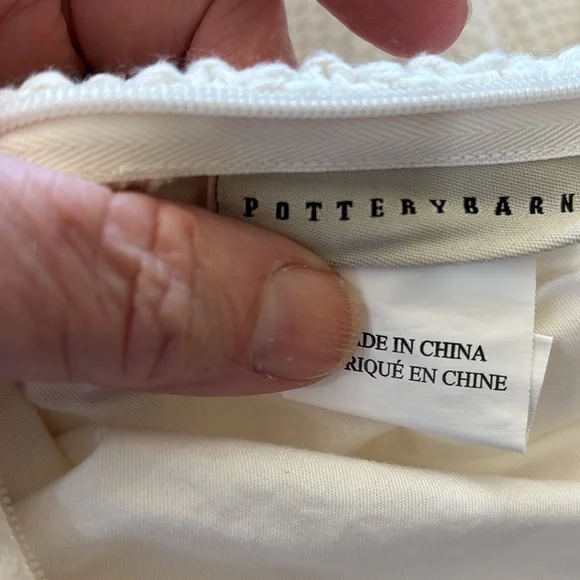 POTTERYBARN
ADE IN CHINA
RIQUÉ EN CHINE